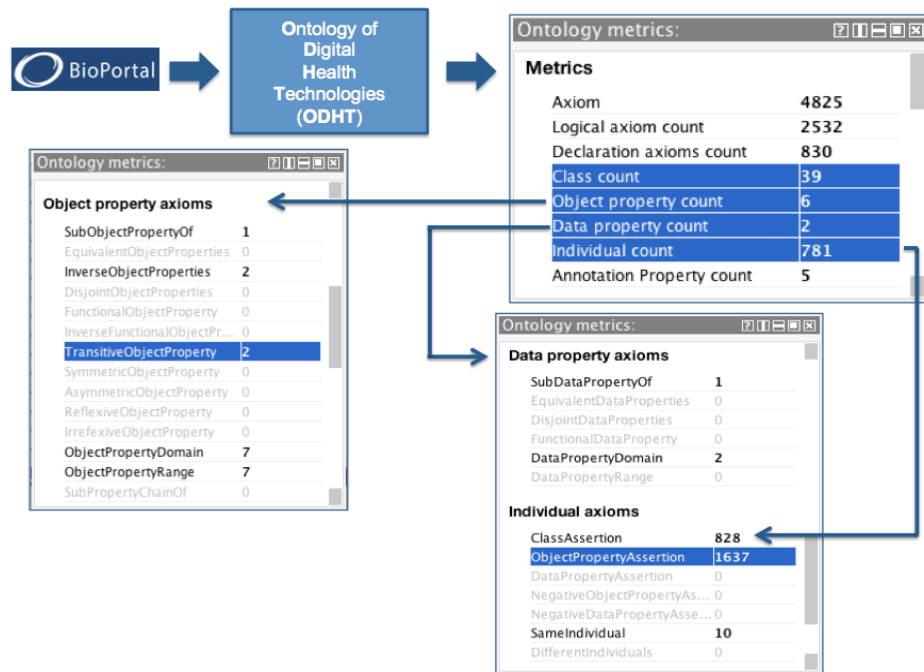 BioPortal
Ontology of
Digital
Health
Technologies
(ODHT)
Ontology metrics:
Metrics
Axiom 4825
Logical axiom count 2532
Declaration axioms count 830
Class count 39
Object property count 6
Data property count 2
Individual count 781
Annotation Property count 5
Ontology metrics:
Object property axioms
SubObjectPropertyOf 1
EquivalentObjectProperties 0
InverseObjectProperties 2
DisjointObjectProperties 0
FunctionalObjectProperty 0
InverseFunctionalObjectPr... 0
TransitiveObjectProperty 2
SymmetricObjectProperty 0
AsymmetricObjectProperty 0
ReflexiveObjectProperty 0
IrrefexiveObjectProperty 0
ObjectPropertyDomain 7
ObjectPropertyRange 7
SubPropertyChainOf 0
Ontology metrics:
Data property axioms
SubDataPropertyOf 1
EquivalentDataProperties 0
DisjointDataProperties 0
FunctionalDataProperty 0
DataPropertyDomain 2
DataPropertyRange 0
Individual axioms
ClassAssertion 828
ObjectPropertyAssertion 1637
DataPropertyAssertion 0
NegativeObjectPropertyAs... 0
NegativeDataPropertyAsse... 0
SameIndividual 10
DifferentIndividuals 0